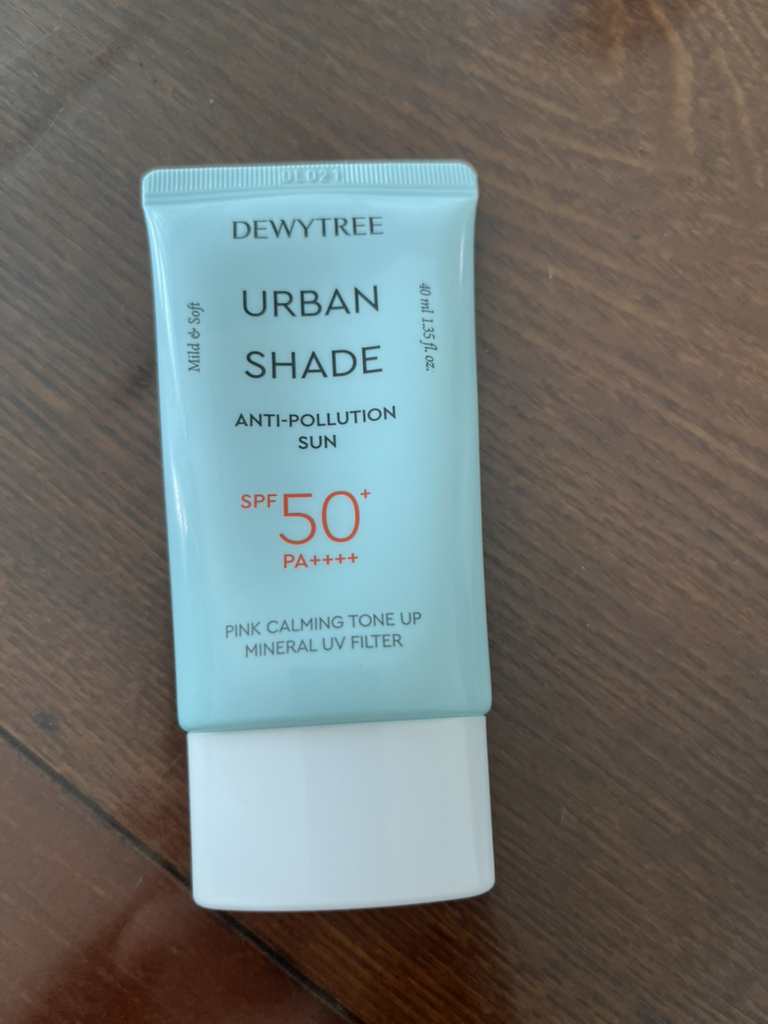 DEWYTREE
URBAN
SHADE
Mild & Soft
40 ml 1.35 fl. oz.
ANTI-POLLUTION
SUN
SPF 50+
PA++++
PINK CALMING TONE UP
MINERAL UV FILTER